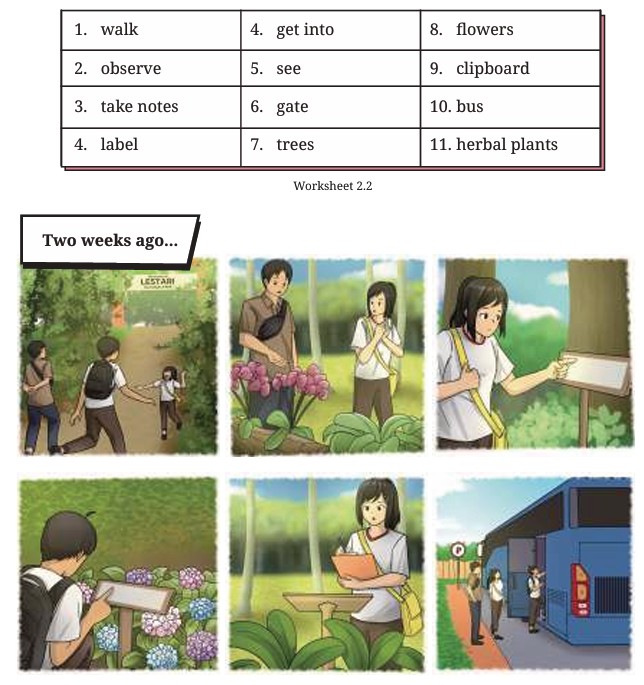 1. walk 4. get into 8. flowers
2. observe 5. see 9. clipboard
3. take notes 6. gate 10. bus
4. label 7. trees 11. herbal plants
Worksheet 2.2
Two weeks ago...
LESTARI
P